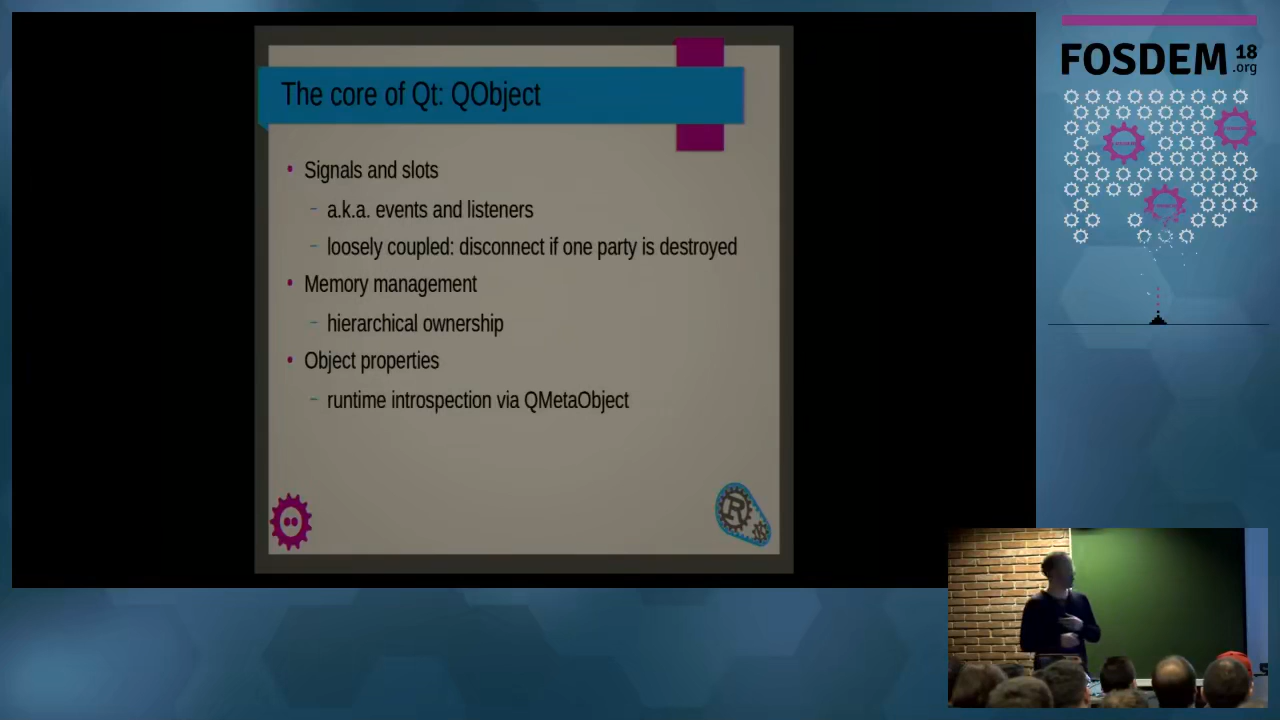 The core of Qt: QObject
• Signals and slots
– a.k.a. events and listeners
– loosely coupled: disconnect if one party is destroyed
• Memory management
– hierarchical ownership
• Object properties
– runtime introspection via QMetaObject
R
FOSDEM 18
.org